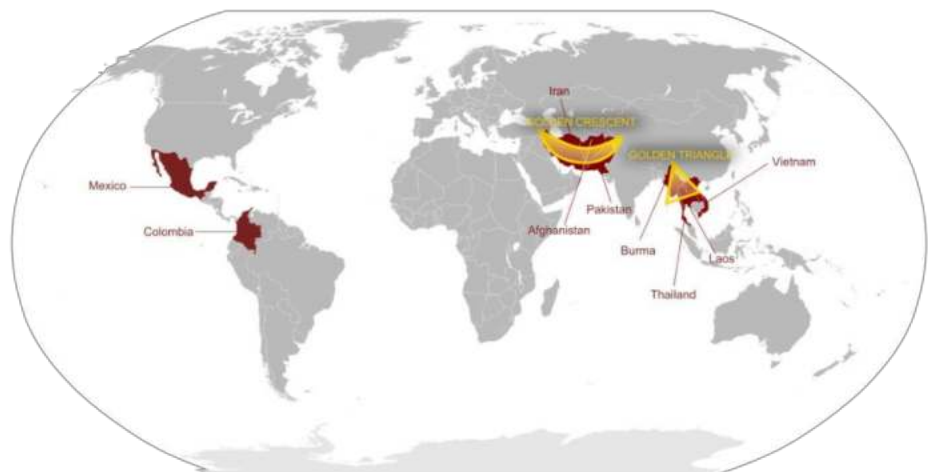 Iran
GOLDEN CRESCENT
GOLDEN TRIANGLE
Vietnam
Mexico
Pakistan
Colombia
Afghanistan
Burma
Laos
Thailand